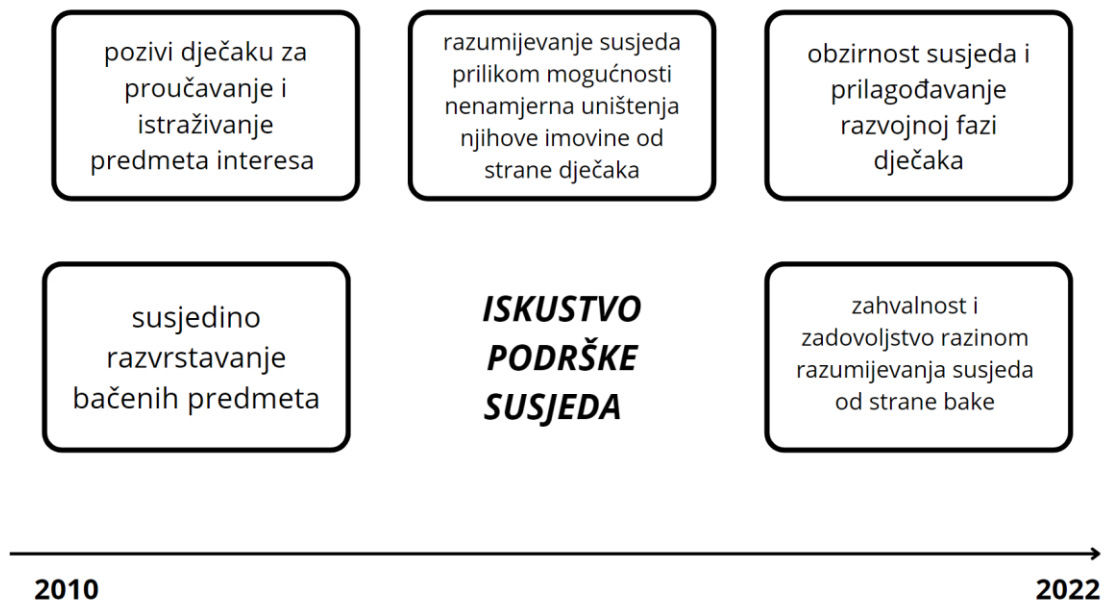 pozivi dječaku za
proučavanje i
istraživanje
predmeta interesa
razumijevanje susjeda
prilikom mogućnosti
nenamjerna uništenja
njihove imovine od
strane dječaka
obzirnost susjeda i
prilagođavanje
razvojnoj fazi
dječaka
susjedino
razvrstavanje
bačenih predmeta
ISKUSTVO
PODRŠKE
SUSJEDA
zahvalnost i
zadovoljstvo razinom
razumijevanja susjeda
od strane bake
2010
2022